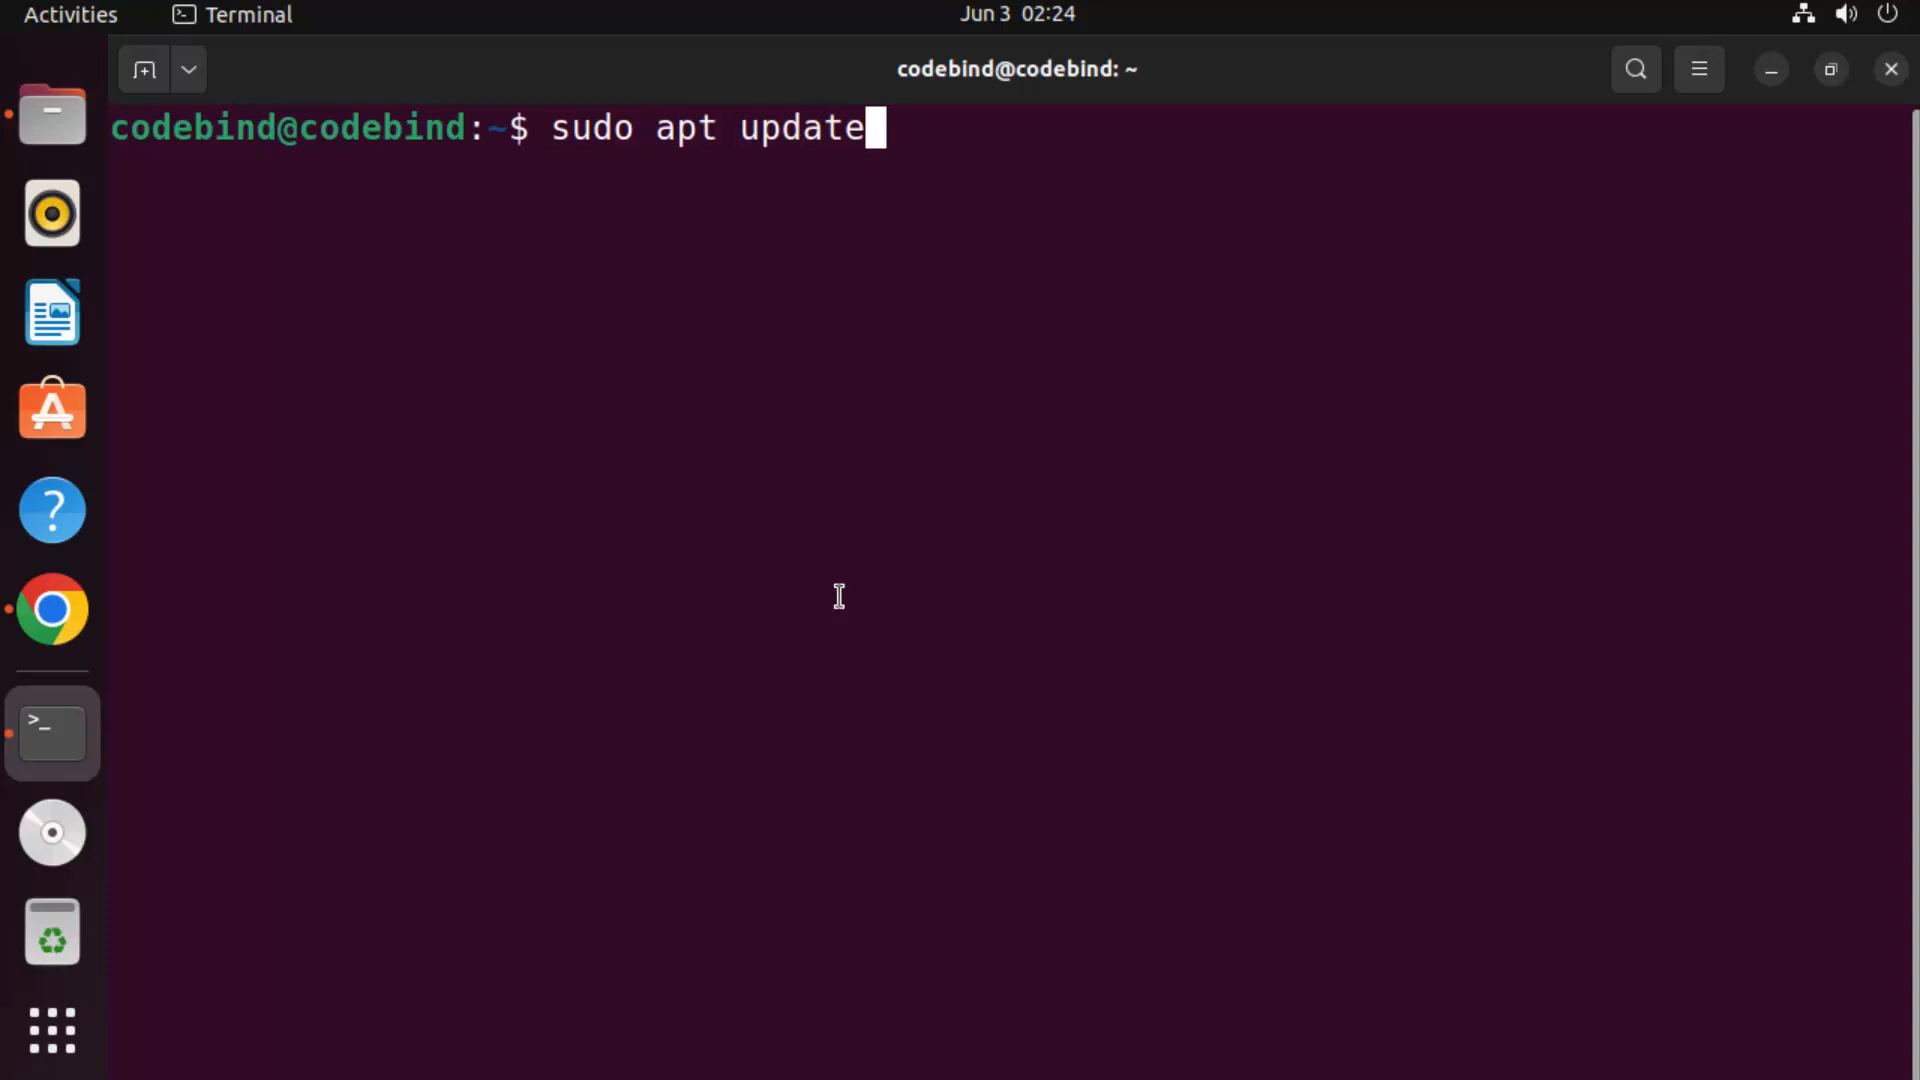 Activities Terminal Jun 3 02:24
codebind@codebind: ~
codebind@codebind:~$ sudo apt update